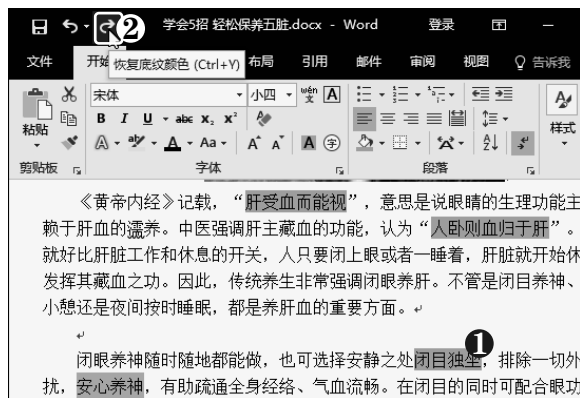 学会5招 轻松保养五脏.docx - Word 登录
❷
文件 开始 布局 引用 邮件 审阅 视图 告诉我
恢复底纹颜色 (Ctrl+Y)
粘贴 宋体 小四 wén 文 A
B I U abc X₂ X² 样式
A aby A Aa A A A 字 A↓Z
剪贴板 字体 段落
《黄帝内经》记载，“肝受血而能视”，意思是说眼睛的生理功能主
赖于肝血的濡养。中医强调肝主藏血的功能，认为“人卧则血归于肝”。
就好比肝脏工作和休息的开关，人只要闭上眼或者一睡着，肝脏就开始休
发挥其藏血之功。因此，传统养生非常强调闭眼养肝。不管是闭目养神、
小憩还是夜间按时睡眠，都是养肝血的重要方面。
❶
闭眼养神随时随地都能做，也可选择安静之处闭目独坐，排除一切外
扰，安心养神，有助疏通全身经络、气血流畅。在闭目的同时可配合眼功